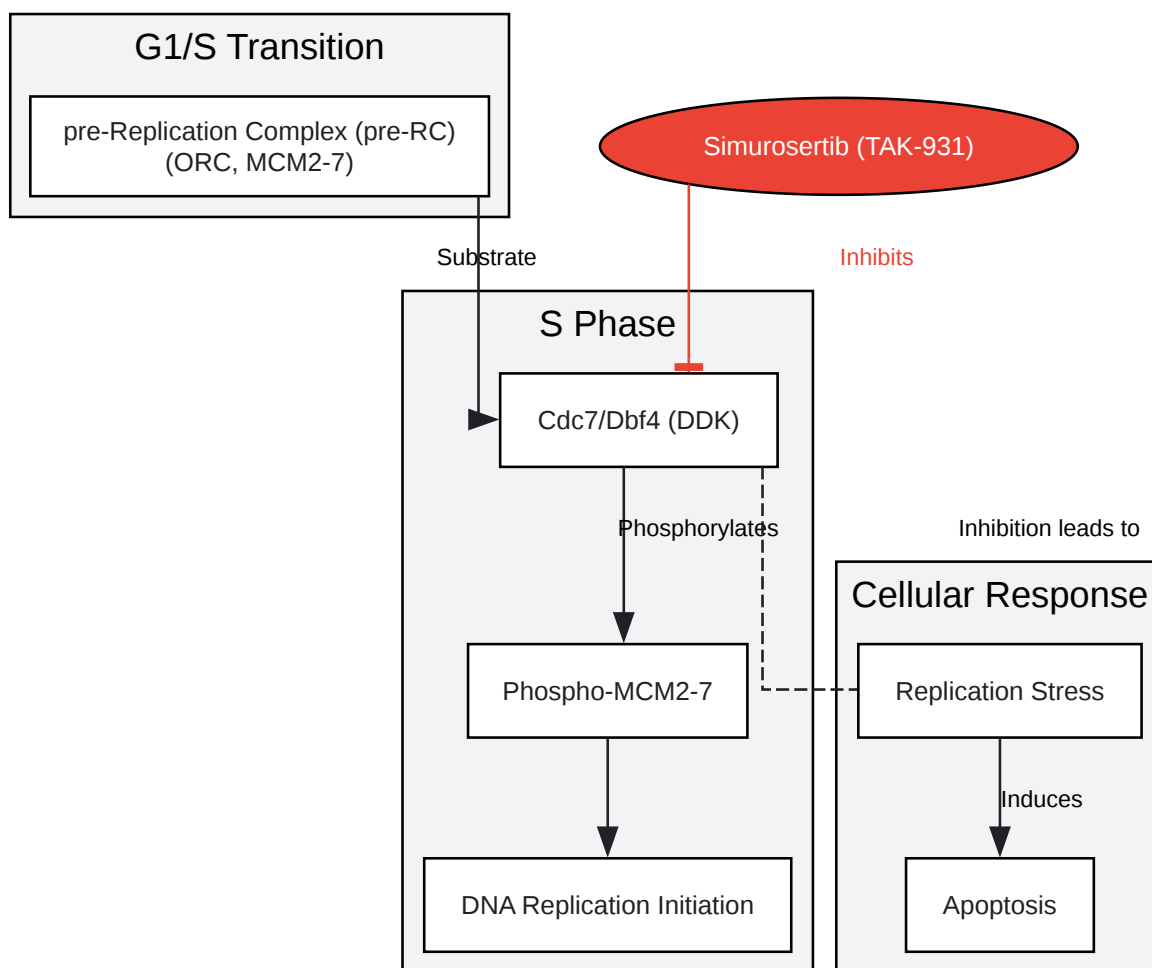 G1/S Transition
pre-Replication Complex (pre-RC)
(ORC, MCM2-7)
Simurosertib (TAK-931)
Substrate
Inhibits
S Phase
Cdc7/Dbf4 (DDK)
Phosphorylates
Inhibition leads to
Cellular Response
Phospho-MCM2-7
Replication Stress
Induces
DNA Replication Initiation
Apoptosis